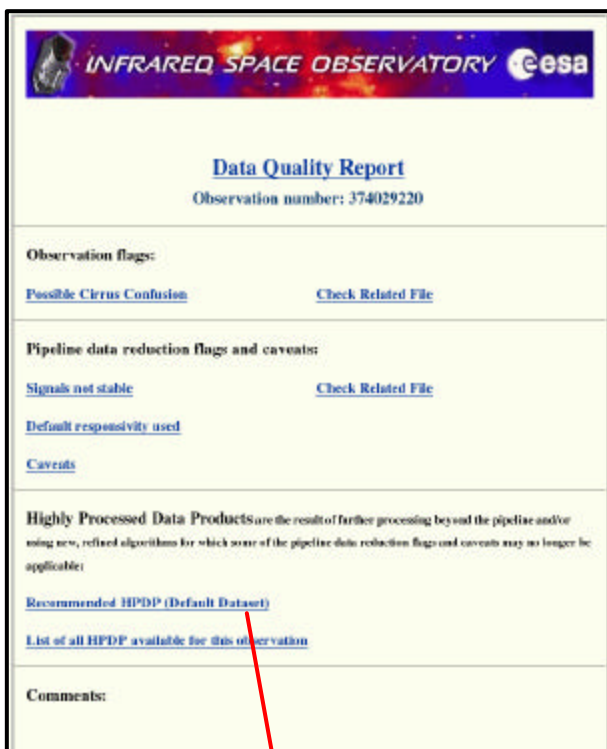 INFRARED SPACE OBSERVATORY esa
Data Quality Report
Observation number: 374029220
Observation flags:
Possible Cirrus Confusion Check Related File
Pipeline data reduction flags and caveats:
Signals not stable Check Related File
Default responsivity used
Caveats
Highly Processed Data Products are the result of further processing beyond the pipeline and/or
using new, refined algorithms for which some of the pipeline data reduction flags and caveats may no longer be
applicable:
Recommended HPDP (Default Dataset)
List of all HPDP available for this observation
Comments: